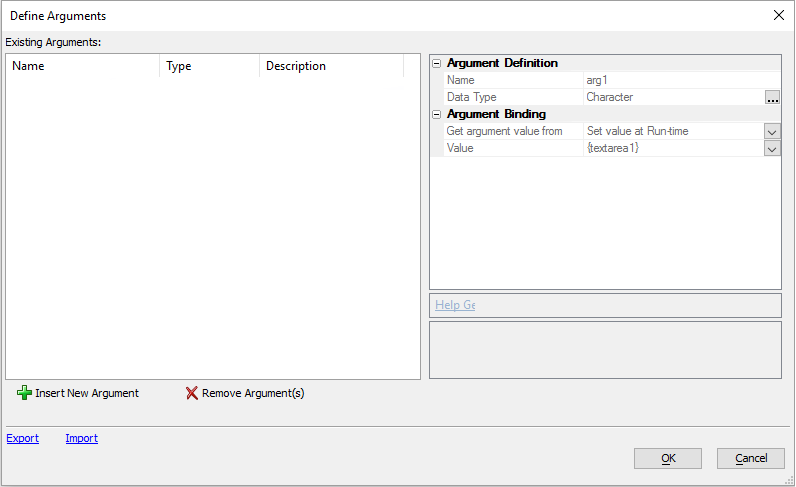 Define Arguments
Existing Arguments:
Name Type Description
Argument Definition
Name arg1
Data Type Character ...
Argument Binding
Get argument value from Set value at Run-time
Value {textarea1}
Help Ge
Insert New Argument Remove Argument(s)
Export Import
OK Cancel